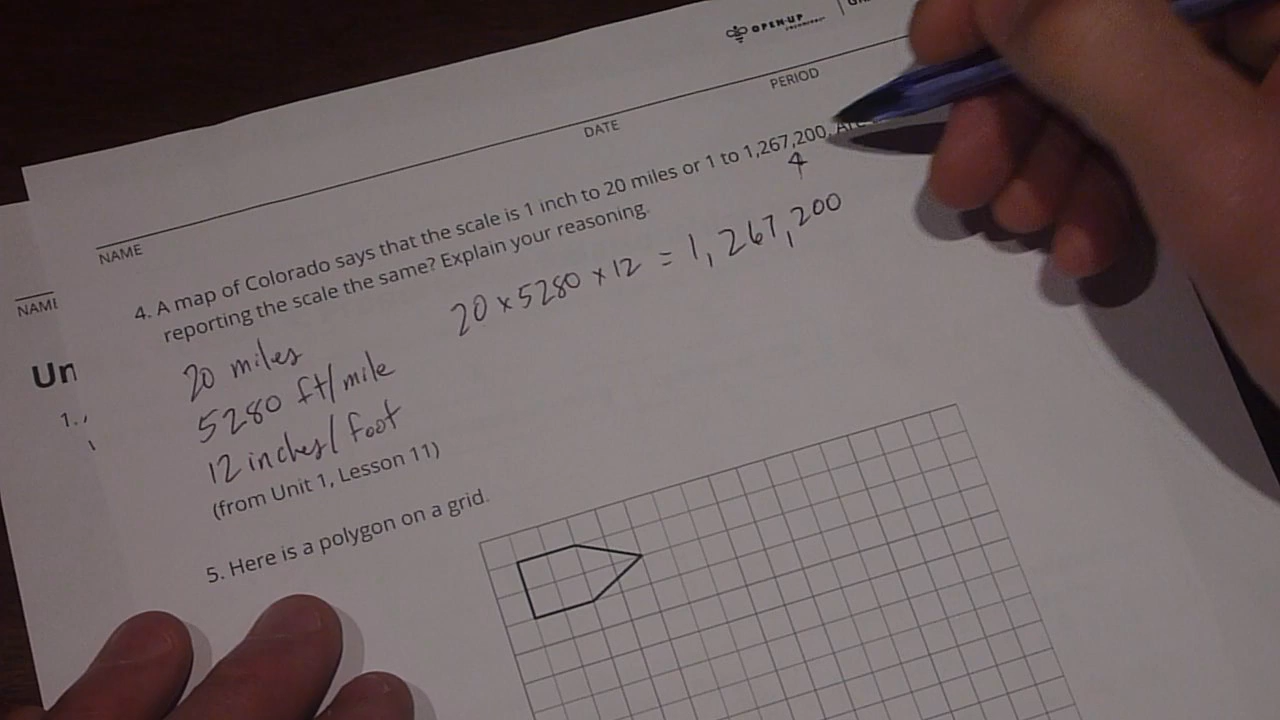 OPEN-UP
DATE
PERIOD
NAME
NAME
4. A map of Colorado says that the scale is 1 inch to 20 miles or 1 to 1,267,200. Are
4
reporting the scale the same? Explain your reasoning.
20 miles
20 x 5280 x 12 = 1,267,200
5280 ft/mile
12 inches/foot
(from Unit 1, Lesson 11)
Un
1.
5. Here is a polygon on a grid.